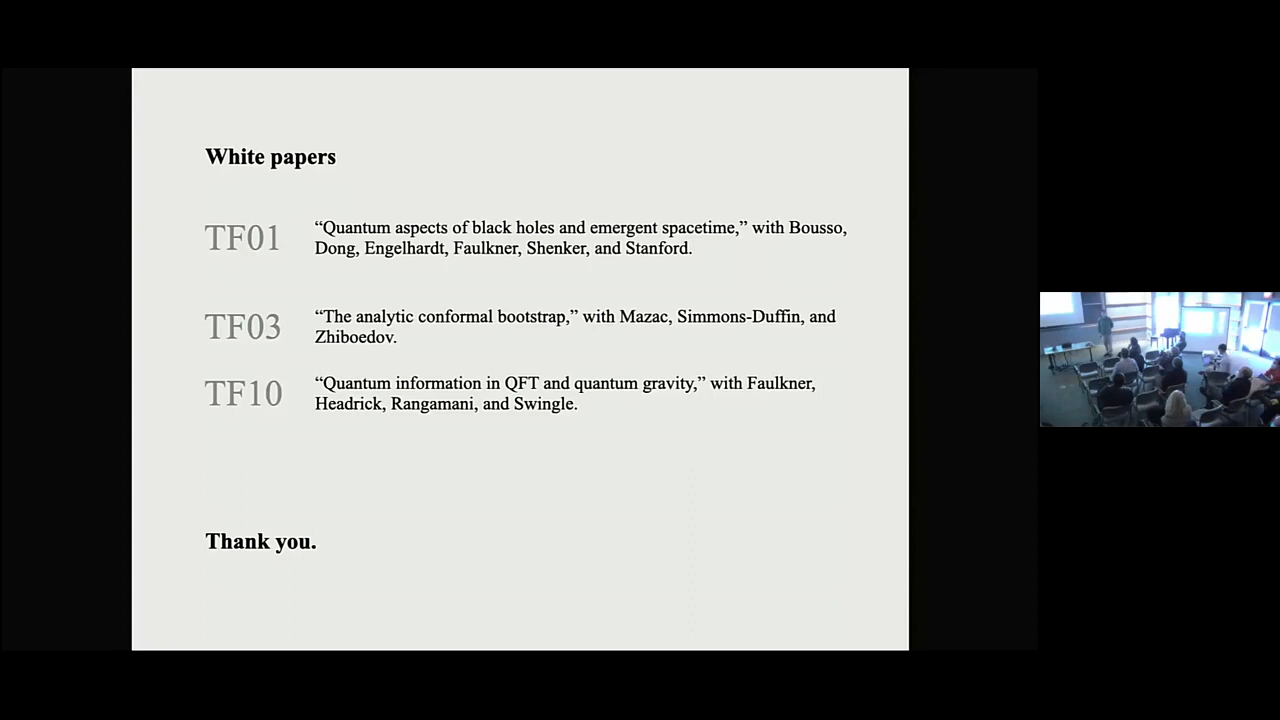 White papers
TF01
“Quantum aspects of black holes and emergent spacetime,” with Bousso,
Dong, Engelhardt, Faulkner, Shenker, and Stanford.
TF03
“The analytic conformal bootstrap,” with Mazac, Simmons-Duffin, and
Zhiboedov.
TF10
“Quantum information in QFT and quantum gravity,” with Faulkner,
Headrick, Rangamani, and Swingle.
Thank you.